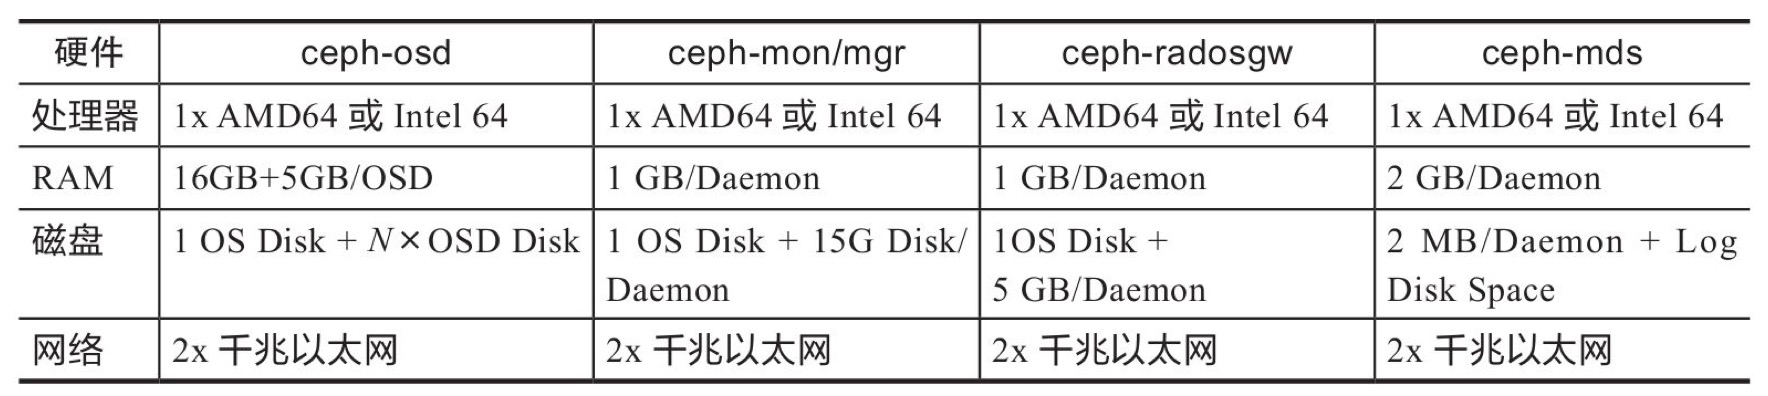 硬件 ceph-osd ceph-mon/mgr ceph-radosgw ceph-mds
处理器 1x AMD64 或 Intel 64 1x AMD64 或 Intel 64 1x AMD64 或 Intel 64 1x AMD64 或 Intel 64
RAM 16GB+5GB/OSD 1 GB/Daemon 1 GB/Daemon 2 GB/Daemon
磁盘 1 OS Disk + N×OSD Disk 1 OS Disk + 15G Disk/ 1OS Disk + 2 MB/Daemon + Log
Daemon 5 GB/Daemon Disk Space
网络 2x 千兆以太网 2x 千兆以太网 2x 千兆以太网 2x 千兆以太网